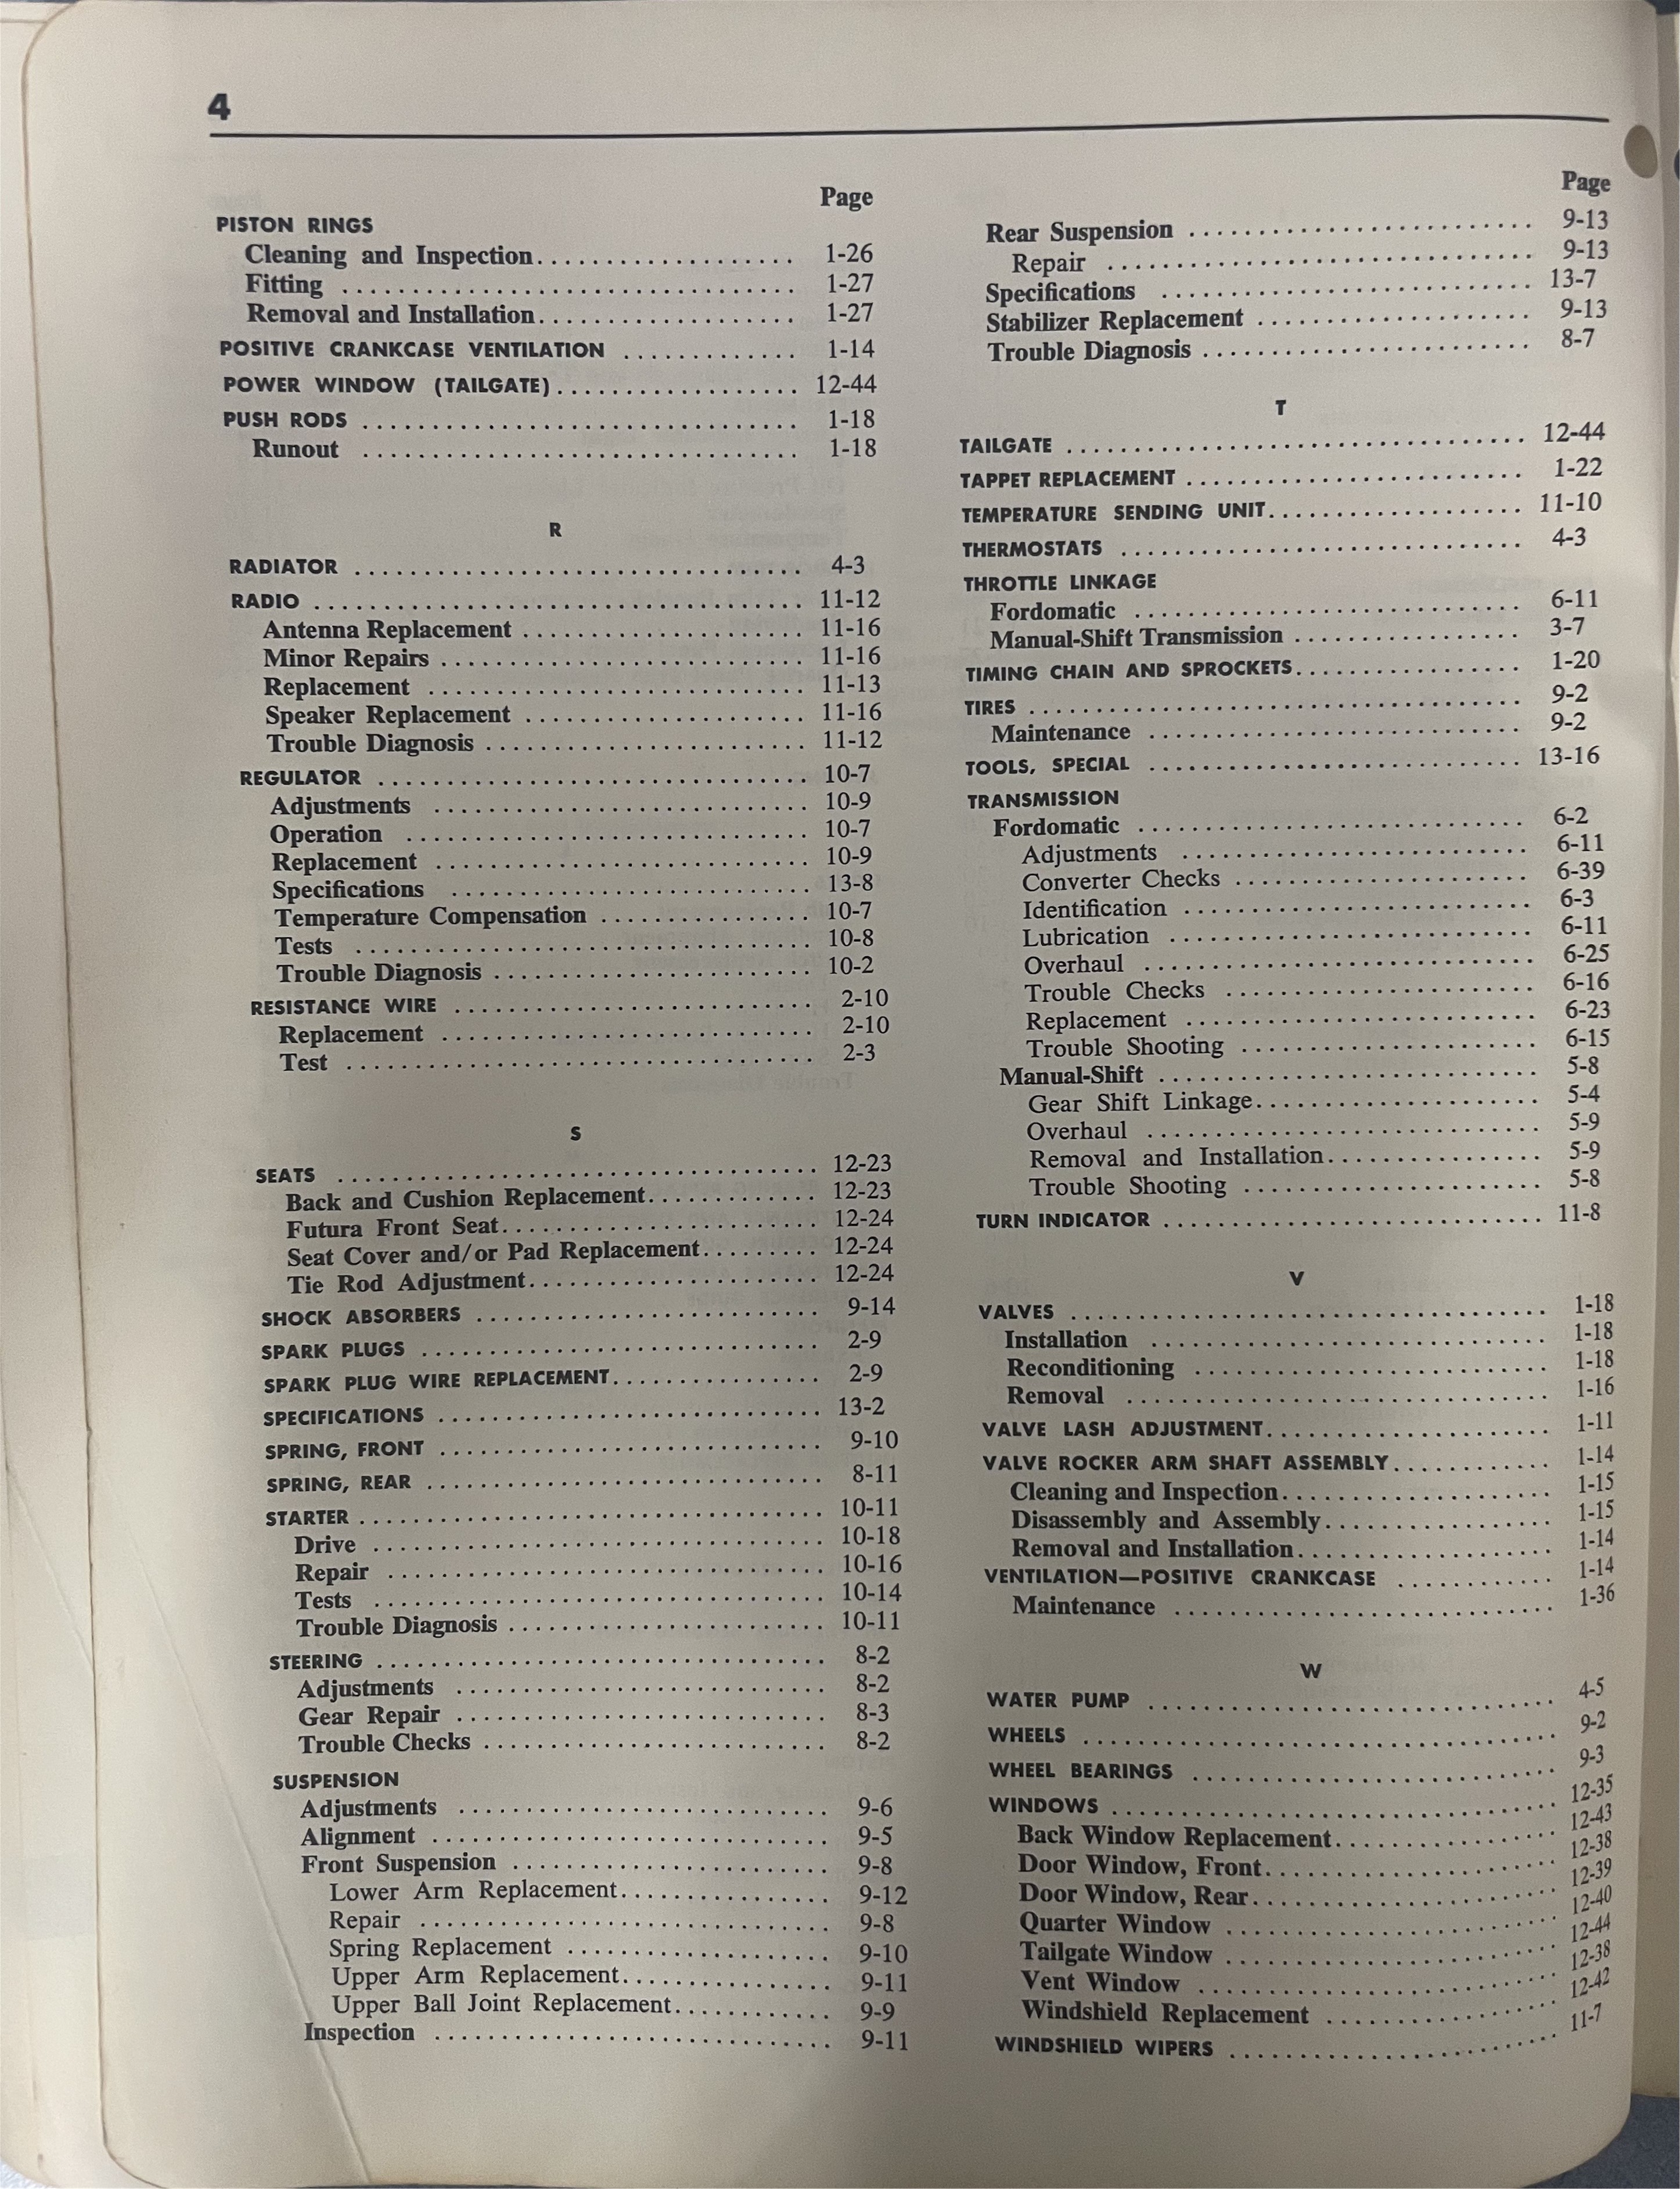 4
Page
PISTON RINGS
Cleaning and Inspection.................... 1-26
Fitting ................................. 1-27
Removal and Installation.................... 1-27
POSITIVE CRANKCASE VENTILATION ............. 1-14
POWER WINDOW (TAILGATE).................. 12-44
PUSH RODS ................................ 1-18
Runout ................................ 1-18
R
RADIATOR ................................. 4-3
RADIO .................................... 11-12
Antenna Replacement ..................... 11-16
Minor Repairs ........................... 11-16
Replacement ............................ 11-13
Speaker Replacement ..................... 11-16
Trouble Diagnosis ........................ 11-12
REGULATOR ................................ 10-7
Adjustments ............................ 10-9
Operation .............................. 10-7
Replacement ............................ 10-9
Specifications ........................... 13-8
Temperature Compensation ................ 10-7
Tests .................................. 10-8
Trouble Diagnosis ........................ 10-2
RESISTANCE WIRE ........................... 2-10
Replacement ............................ 2-10
Test ................................... 2-3
S
SEATS .................................... 12-23
Back and Cushion Replacement............. 12-23
Futura Front Seat........................ 12-24
Seat Cover and/or Pad Replacement......... 12-24
Tie Rod Adjustment...................... 12-24
SHOCK ABSORBERS .......................... 9-14
SPARK PLUGS .............................. 2-9
SPARK PLUG WIRE REPLACEMENT................ 2-9
SPECIFICATIONS ............................. 13-2
SPRING, FRONT ............................. 9-10
SPRING, REAR .............................. 8-11
STARTER ................................... 10-11
Drive .................................. 10-18
Repair ................................. 10-16
Tests .................................. 10-14
Trouble Diagnosis ........................ 10-11
STEERING .................................. 8-2
Adjustments ............................ 8-2
Gear Repair ............................ 8-3
Trouble Checks .......................... 8-2
SUSPENSION
Adjustments ............................ 9-6
Alignment .............................. 9-5
Front Suspension ........................ 9-8
Lower Arm Replacement................. 9-12
Repair ................................ 9-8
Spring Replacement .................... 9-10
Upper Arm Replacement................. 9-11
Upper Ball Joint Replacement............. 9-9
Inspection .............................. 9-11
Page
Rear Suspension ......................... 9-13
Repair ............................... 9-13
Specifications ........................... 13-7
Stabilizer Replacement .................... 9-13
Trouble Diagnosis ........................ 8-7
T
TAILGATE .................................. 12-44
TAPPET REPLACEMENT ........................ 1-22
TEMPERATURE SENDING UNIT................... 11-10
THERMOSTATS .............................. 4-3
THROTTLE LINKAGE
Fordomatic ............................. 6-11
Manual-Shift Transmission ................. 3-7
TIMING CHAIN AND SPROCKETS................. 1-20
TIRES ..................................... 9-2
Maintenance ............................ 9-2
TOOLS, SPECIAL ............................ 13-16
TRANSMISSION
Fordomatic ............................. 6-2
Adjustments .......................... 6-11
Converter Checks ...................... 6-39
Identification .......................... 6-3
Lubrication ........................... 6-11
Overhaul ............................. 6-25
Trouble Checks ....................... 6-16
Replacement .......................... 6-23
Trouble Shooting ...................... 6-15
Manual-Shift ............................ 5-8
Gear Shift Linkage..................... 5-4
Overhaul ............................. 5-9
Removal and Installation................ 5-9
Trouble Shooting ...................... 5-8
TURN INDICATOR ............................ 11-8
V
VALVES ................................... 1-18
Installation ............................. 1-18
Reconditioning .......................... 1-18
Removal ............................... 1-16
VALVE LASH ADJUSTMENT..................... 1-11
VALVE ROCKER ARM SHAFT ASSEMBLY............ 1-14
Cleaning and Inspection.................... 1-15
Disassembly and Assembly................. 1-15
Removal and Installation................... 1-14
VENTILATION—POSITIVE CRANKCASE ............ 1-14
Maintenance ............................ 1-36
W
WATER PUMP .............................. 4-5
WHEELS ................................... 9-2
WHEEL BEARINGS ........................... 9-3
WINDOWS ................................. 12-35
Back Window Replacement................ 12-43
Door Window, Front...................... 12-38
Door Window, Rear....................... 12-39
Quarter Window ......................... 12-40
Tailgate Window ......................... 12-44
Vent Window ........................... 12-38
Windshield Replacement .................. 12-42
WINDSHIELD WIPERS ......................... 11-7